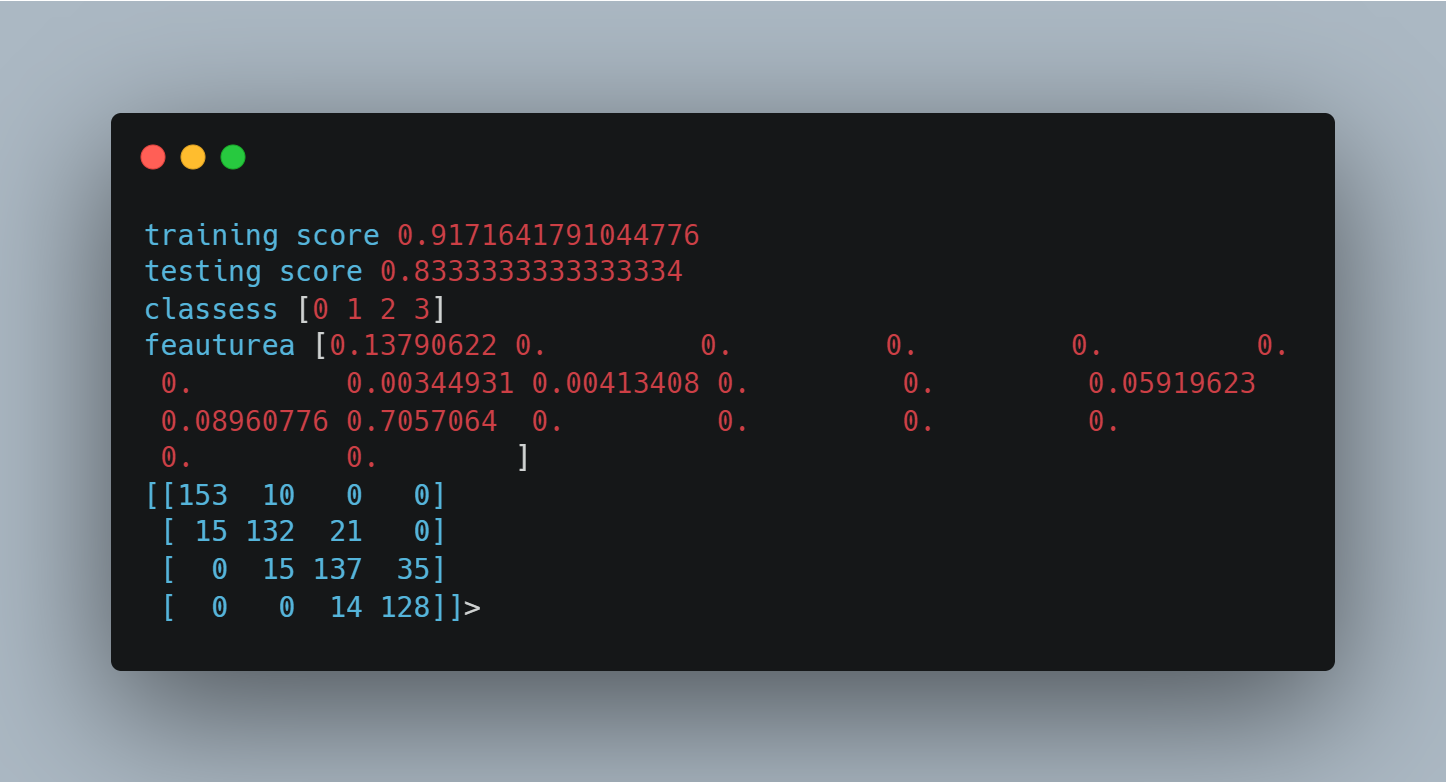 training score 0.9171641791044776
testing score 0.8333333333333334
classess [0 1 2 3]
feauturea [0.13790622 0.         0.         0.         0.         0.
 0.         0.00344931 0.00413408 0.         0.         0.05919623
 0.08960776 0.7057064  0.         0.         0.         0.
 0.         0.        ]
[[153  10   0   0]
 [ 15 132  21   0]
 [  0  15 137  35]
 [  0   0  14 128]]>